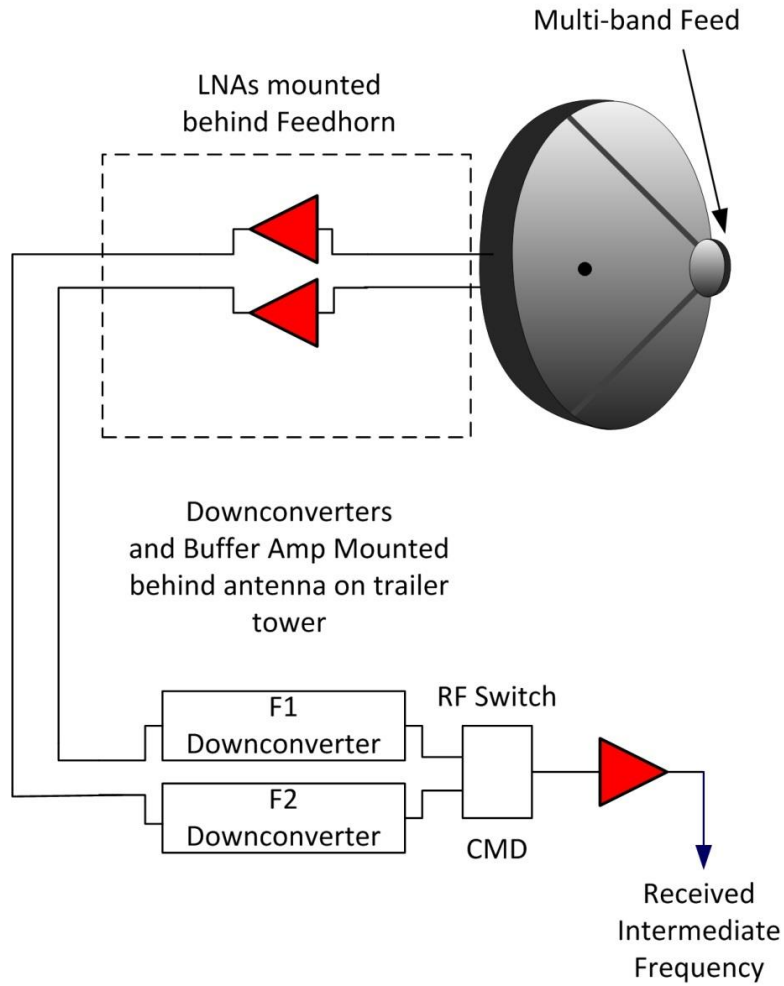 Multi-band Feed
LNAs mounted
behind Feedhorn
Downconverters
and Buffer Amp Mounted
behind antenna on trailer
tower
F1
Downconverter
RF Switch
F2
Downconverter
CMD
Received
Intermediate
Frequency